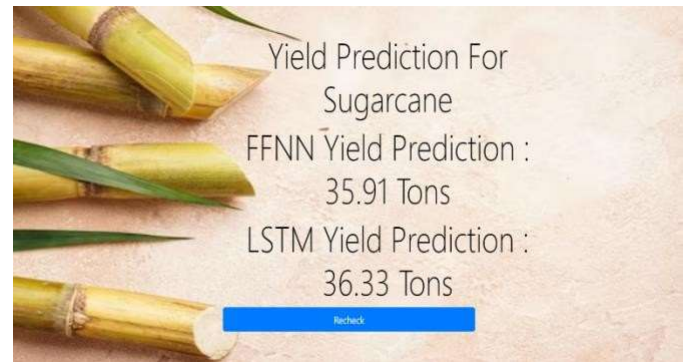 Yield Prediction For
Sugarcane
FFNN Yield Prediction :
35.91 Tons
LSTM Yield Prediction :
36.33 Tons
Recheck